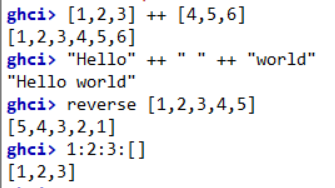 ghci> [1,2,3] ++ [4,5,6]
[1,2,3,4,5,6]
ghci> "Hello" ++ " " ++ "world"
"Hello world"
ghci> reverse [1,2,3,4,5]
[5,4,3,2,1]
ghci> 1:2:3:[]
[1,2,3]